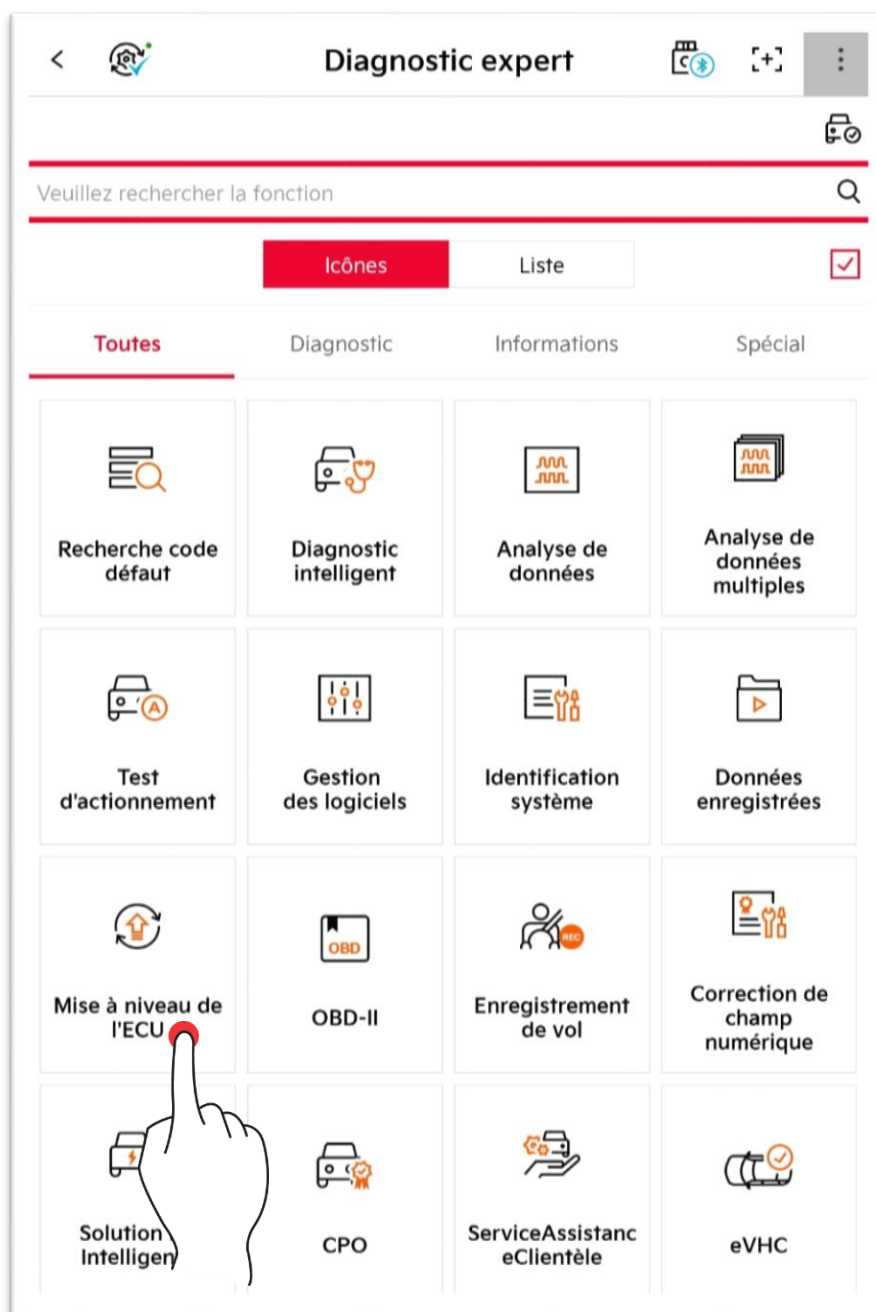 Diagnostic expert
Veuillez rechercher la fonction
Icônes
Liste
Toutes
Diagnostic
Informations
Spécial
Recherche code
défaut
Diagnostic
intelligent
Analyse de
données
Analyse de
données
multiples
Test
d'actionnement
Gestion
des logiciels
Identification
système
Données
enregistrées
Mise à niveau de
l'ECU
OBD
OBD-II
REC
Enregistrement
de vol
Correction de
champ
numérique
Solution
CPO
ServiceAssistanc
eClientèle
eVHC